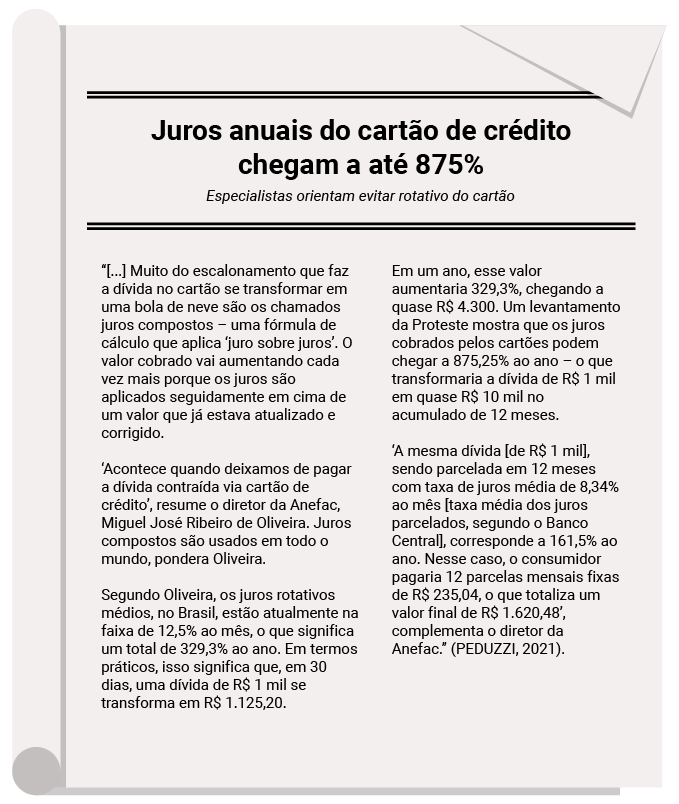 Juros anuais do cartão de crédito
chegam a até 875%
Especialistas orientam evitar rotativo do cartão
“[...] Muito do escalonamento que faz
a dívida no cartão se transformar em
uma bola de neve são os chamados
juros compostos – uma fórmula de
cálculo que aplica ‘juro sobre juros’. O
valor cobrado vai aumentando cada
vez mais porque os juros são
aplicados seguidamente em cima de
um valor que já estava atualizado e
corrigido.
‘Acontece quando deixamos de pagar
a dívida contraída via cartão de
crédito’, resume o diretor da Anefac,
Miguel José Ribeiro de Oliveira. Juros
compostos são usados em todo o
mundo, pondera Oliveira.
Segundo Oliveira, os juros rotativos
médios, no Brasil, estão atualmente na
faixa de 12,5% ao mês, o que significa
um total de 329,3% ao ano. Em termos
práticos, isso significa que, em 30
dias, uma dívida de R$ 1 mil se
transforma em R$ 1.125,20.
Em um ano, esse valor
aumentaria 329,3%, chegando a
quase R$ 4.300. Um levantamento
da Proteste mostra que os juros
cobrados pelos cartões podem
chegar a 875,25% ao ano – o que
transformaria a dívida de R$ 1 mil
em quase R$ 10 mil no
acumulado de 12 meses.
‘A mesma dívida [de R$ 1 mil],
sendo parcelada em 12 meses
com taxa de juros média de 8,34%
ao mês [taxa média dos juros
parcelados, segundo o Banco
Central], corresponde a 161,5% ao
ano. Nesse caso, o consumidor
pagaria 12 parcelas mensais fixas
de R$ 235,04, o que totaliza um
valor final de R$ 1.620,48’,
complementa o diretor da
Anefac.” (PEDUZZI, 2021).